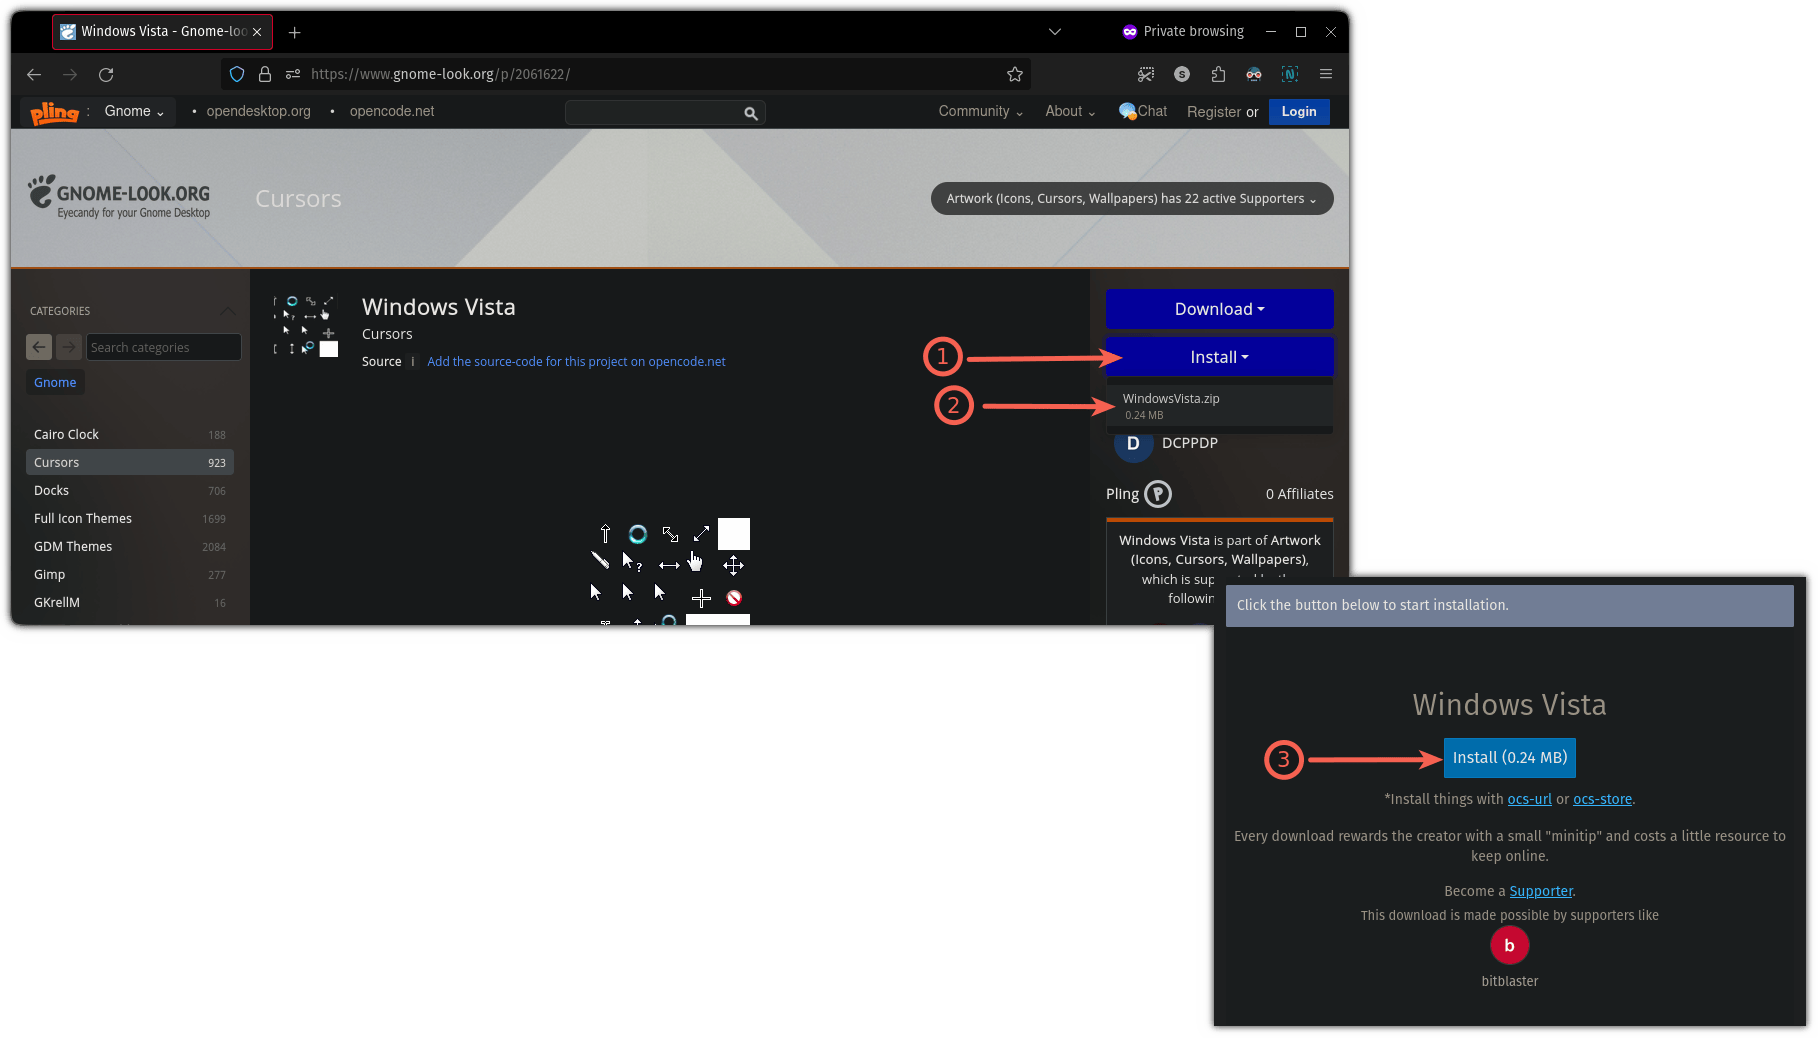 Windows Vista - Gnome-loo
Private browsing
https://www.gnome-look.org/p/2061622/
S
N
pling : Gnome
• opendesktop.org • opencode.net
Community
About
Chat
Register or Login
GNOME-LOOK.ORG
Eyecandy for your Gnome Desktop
Cursors
Artwork (Icons, Cursors, Wallpapers) has 22 active Supporters
CATEGORIES
Search categories
Gnome
Cairo Clock 188
Cursors 923
Docks 706
Full Icon Themes 1699
GDM Themes 2084
Gimp 277
GKrellM 16
Windows Vista
Cursors
Source i Add the source-code for this project on opencode.net
Download
1 Install
2 WindowsVista.zip
0.24 MB
D DCPPDP
Pling P 0 Affiliates
Windows Vista is part of Artwork
(Icons, Cursors, Wallpapers),
which is
Click the button below to start installation.
Windows Vista
3 Install (0.24 MB)
*Install things with ocs-url or ocs-store.
Every download rewards the creator with a small "minitip" and costs a little resource to
keep online.
Become a Supporter.
This download is made possible by supporters like
b
bitblaster